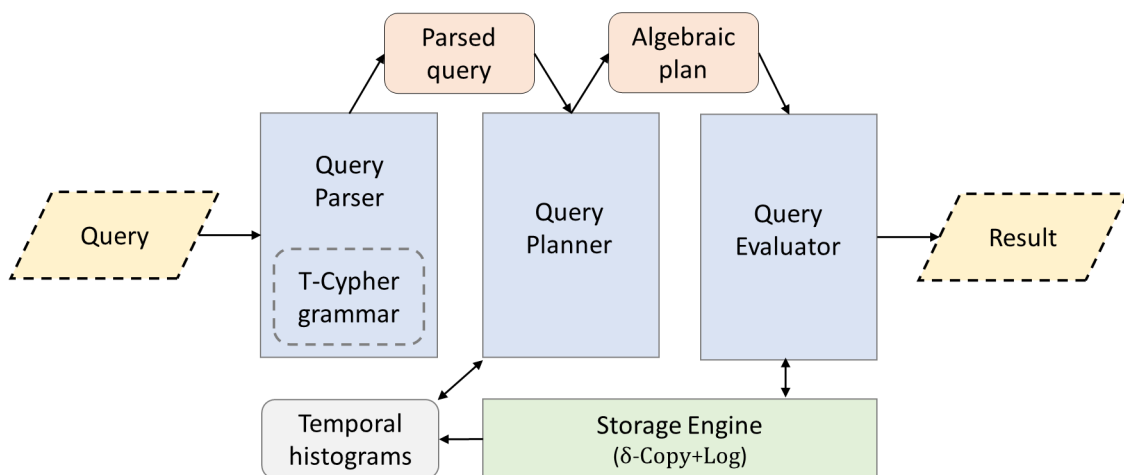 Parsed
query
Algebraic
plan
Query
Parser
T-Cypher
grammar
Query
Planner
Query
Evaluator
Query
Result
Temporal
histograms
Storage Engine
(δ-Copy+Log)